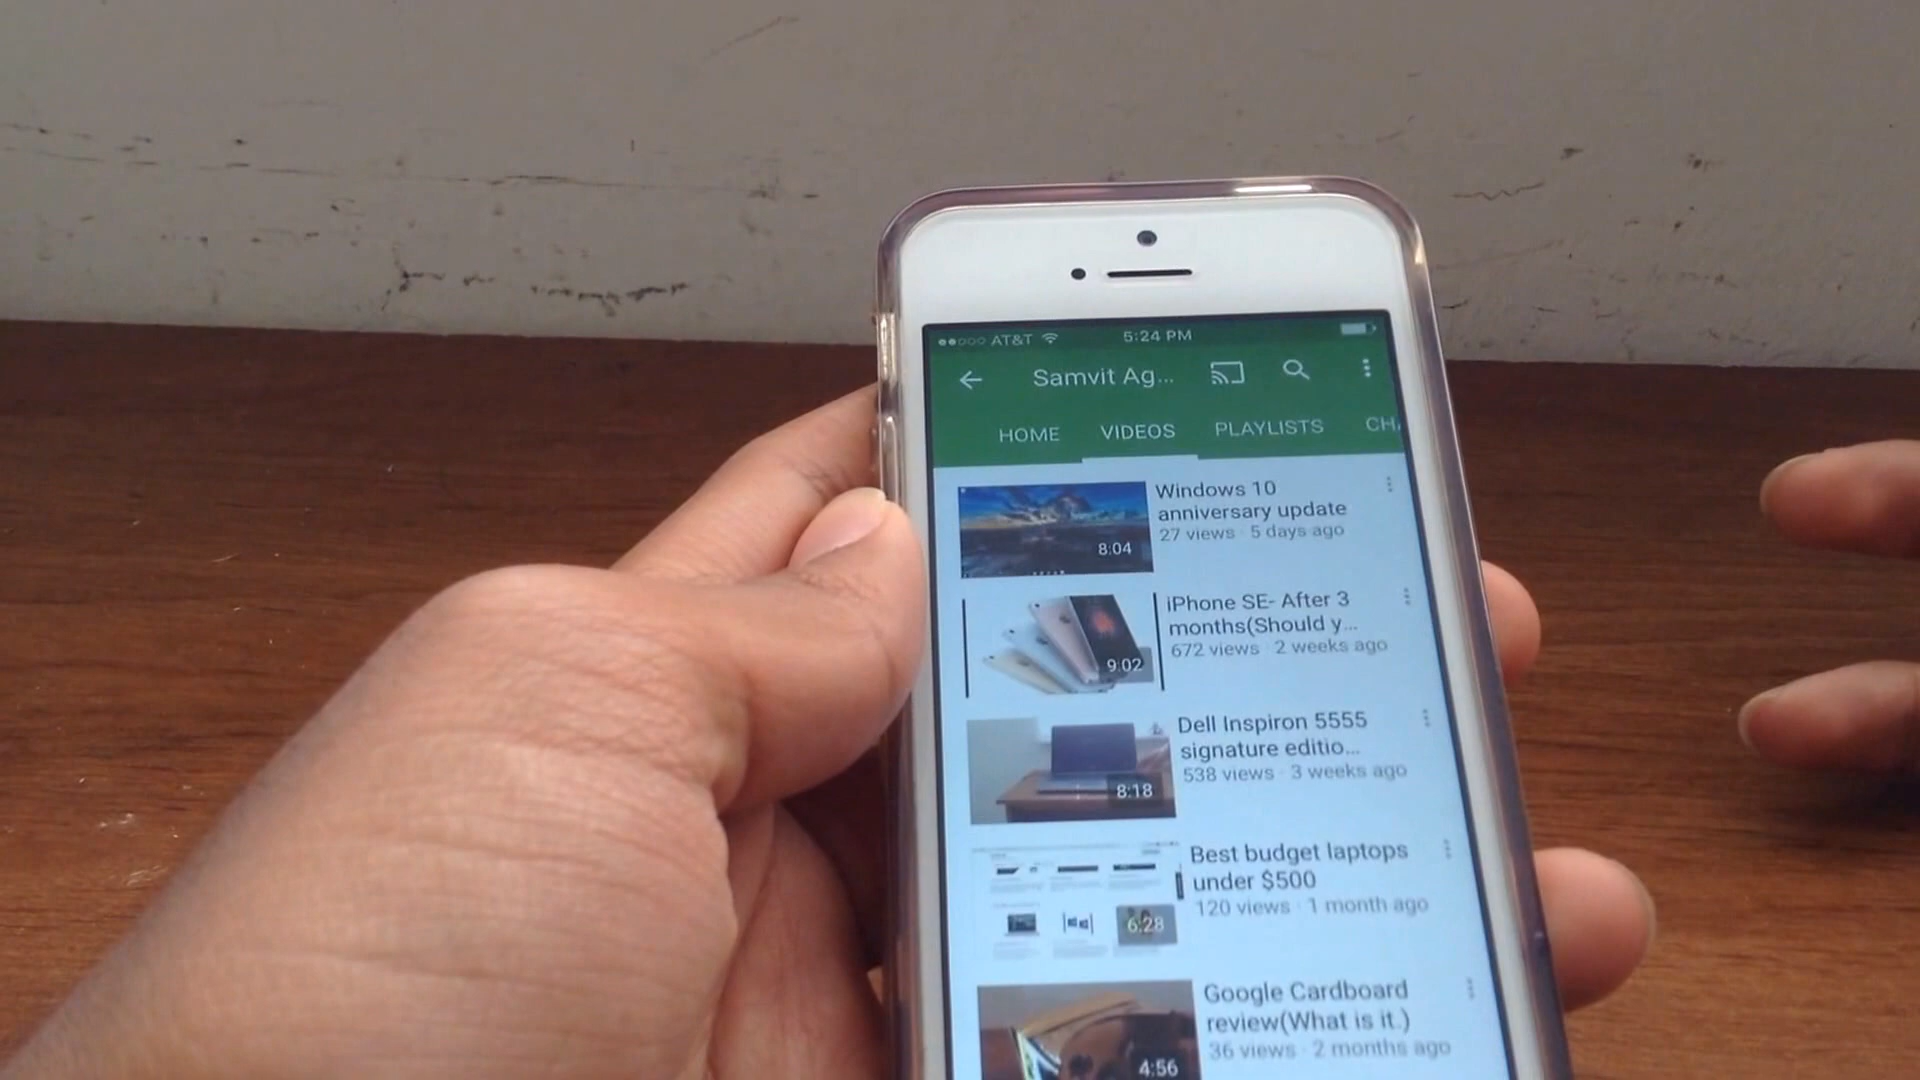 AT&T 5:24 PM
Samvit Ag...
HOME VIDEOS PLAYLISTS CHA
Windows 10
anniversary update
27 views · 5 days ago
8:04
iPhone SE- After 3
months(Should y...
672 views · 2 weeks ago
9:02
Dell Inspiron 5555
signature editio...
538 views · 3 weeks ago
8:18
Best budget laptops
under $500
120 views · 1 month ago
6:28
Google Cardboard
review(What is it.)
36 views · 2 months ago
4:56